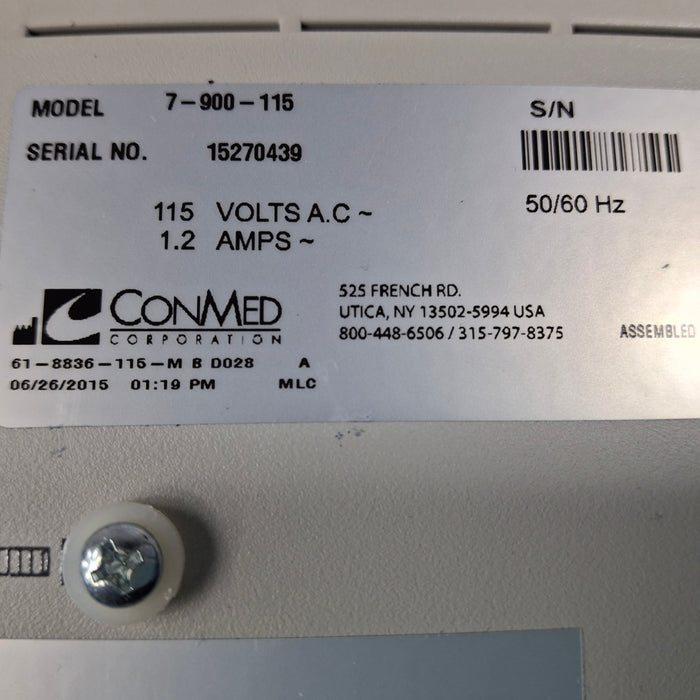 MODEL 7-900-115
S/N
SERIAL NO. 15270439
115 VOLTS A.C ~
50/60 Hz
1.2 AMPS ~
CONMED
CORPORATION
525 FRENCH RD.
UTICA, NY 13502-5994 USA
800-448-6506 / 315-797-8375
ASSEMBLED
61-8836-115-M B D028 A
06/26/2015 01:19 PM MLC